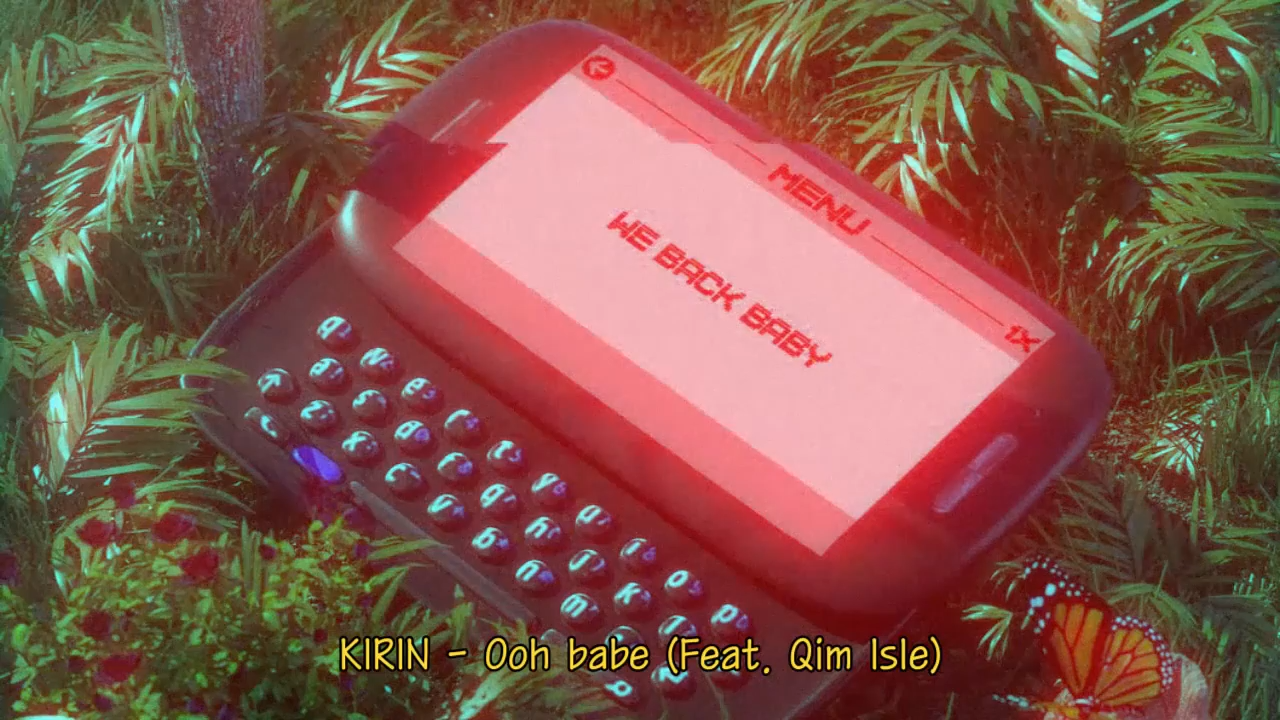 MENU
1X
WE BACK BABY
q w e r t y u i o p
a s d f g h j k l
z x c v b n m
KIRIN - Ooh babe (Feat. Qim Isle)